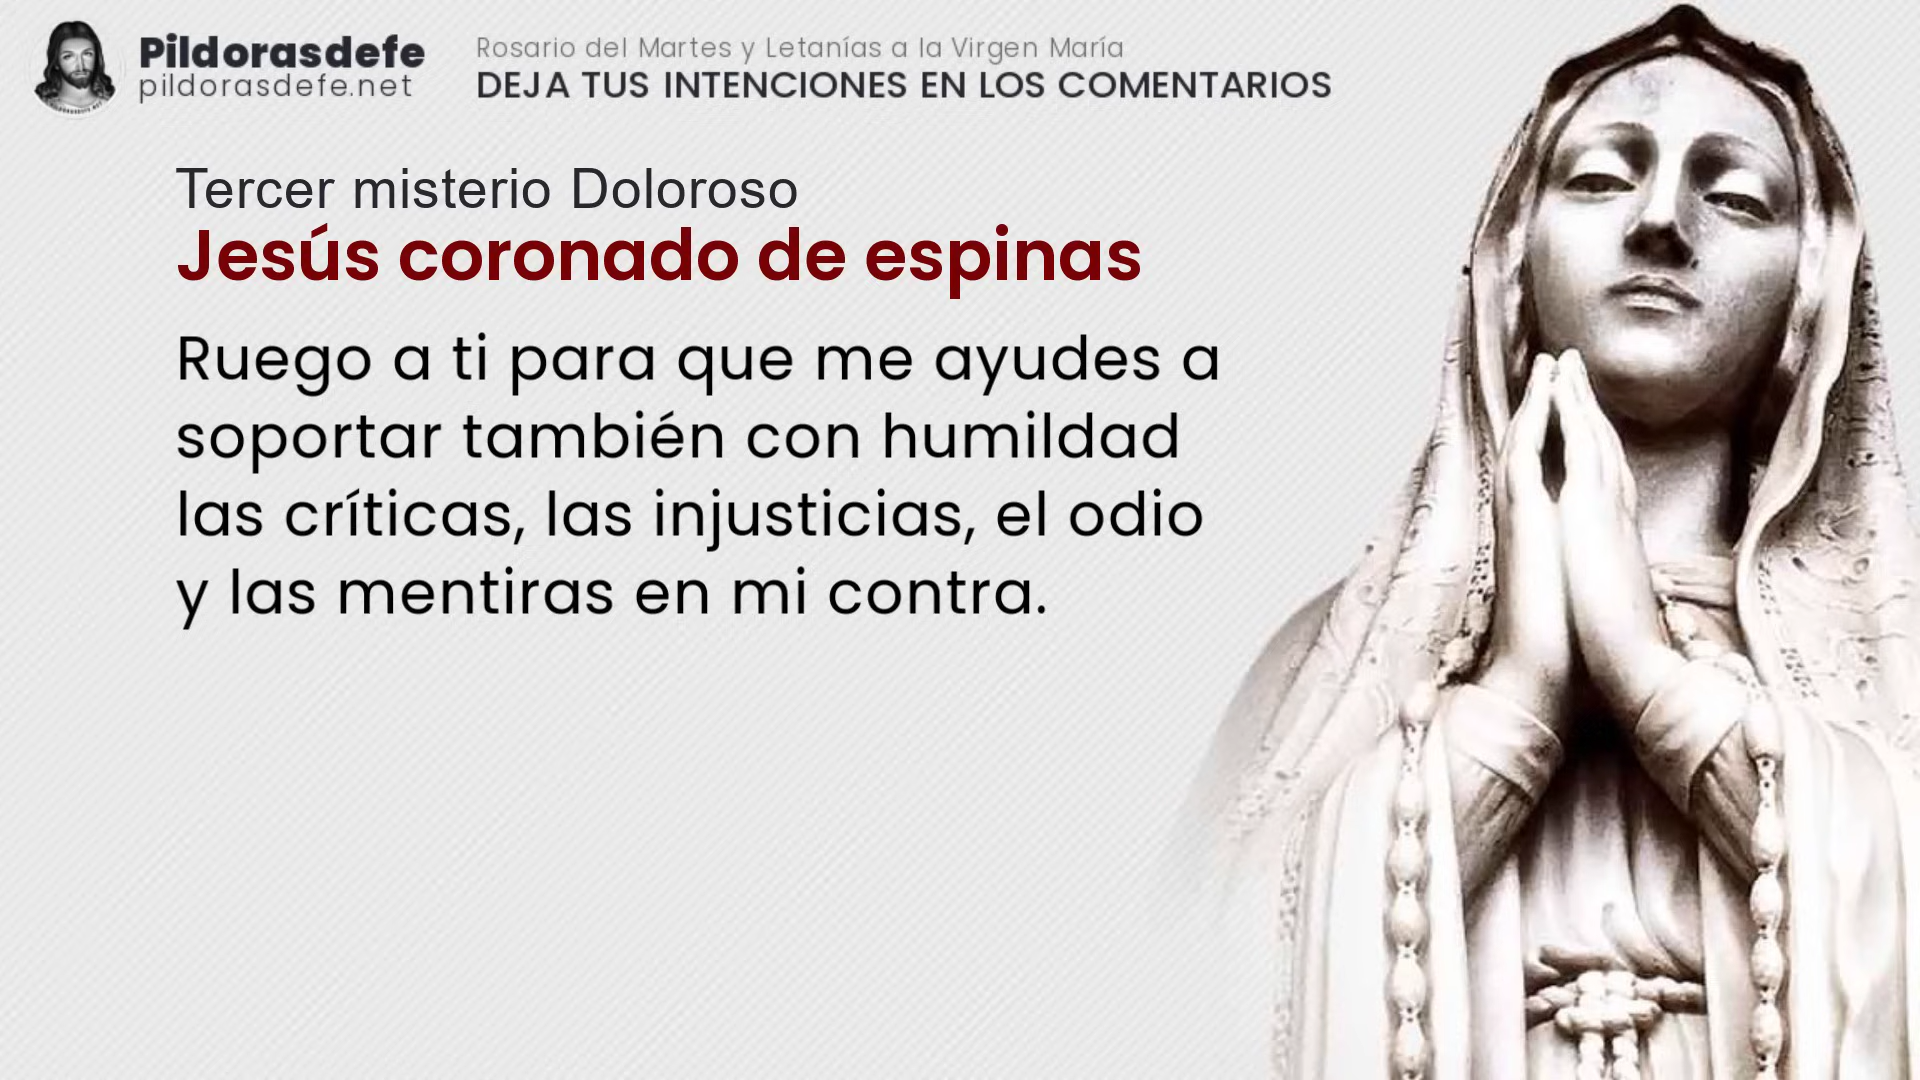 Pildorasdefe
pildorasdefe.net
Rosario del Martes y Letanías a la Virgen María
DEJA TUS INTENCIONES EN LOS COMENTARIOS
Tercer misterio Doloroso
Jesús coronado de espinas
Ruego a ti para que me ayudes a
soportar también con humildad
las críticas, las injusticias, el odio
y las mentiras en mi contra.